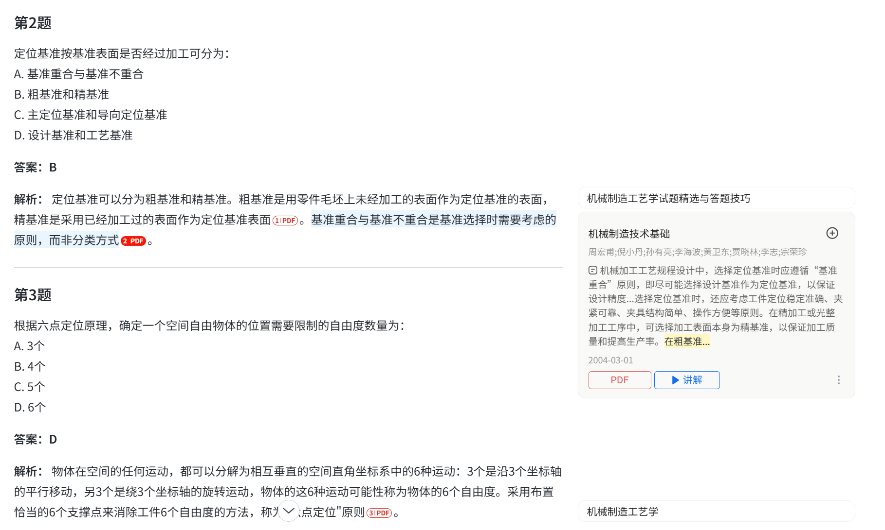 第2题
定位基准按基准表面是否经过加工可分为：
A. 基准重合与基准不重合
B. 粗基准和精基准
C. 主定位基准和导向定位基准
D. 设计基准和工艺基准
答案：B
解析： 定位基准可以分为粗基准和精基准。粗基准是用零件毛坯上未经加工的表面作为定位基准的表面，
精基准是采用已经加工过的表面作为定位基准表面 1 PDF 。基准重合与基准不重合是基准选择时需要考虑的
原则，而非分类方式 2 PDF 。
第3题
根据六点定位原理，确定一个空间自由物体的位置需要限制的自由度数量为：
A. 3个
B. 4个
C. 5个
D. 6个
答案：D
解析： 物体在空间的任何运动，都可以分解为相互垂直的空间直角坐标系中的6种运动：3个是沿3个坐标轴
的平行移动，另3个是绕3个坐标轴的旋转运动，物体的这6种运动可能性称为物体的6个自由度。采用布置
恰当的6个支撑点来消除工件6个自由度的方法，称为 点定位”原则 3 PDF 。
机械制造工艺学试题精选与答题技巧
机械制造技术基础
周宏甫;倪小丹;孙有亮;李海波;黄卫东;贾晓林;李志;宗荣珍
机械加工工艺规程设计中，选择定位基准时应遵循“基准
重合”原则，即尽可能选择设计基准作为定位基准，以保证
设计精度...选择定位基准时，还应考虑工件定位稳定准确、夹
紧可靠、夹具结构简单、操作方便等原则。在精加工或光整
加工工序中，可选择加工表面本身为精基准，以保证加工质
量和提高生产率。在粗基准...
2004-03-01
PDF
讲解
机械制造工艺学